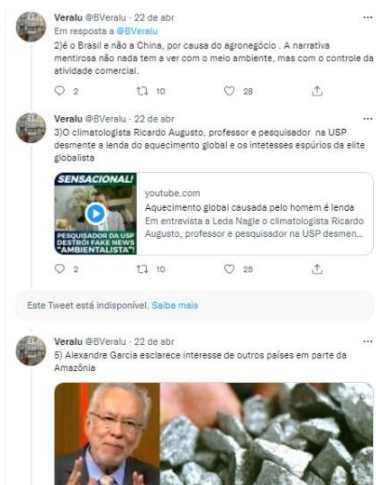 Veralu @BVeralu · 22 de abr
Em resposta a @BVeralu
2)é o Brasil e não a China, por causa do agronegócio . A narrativa
mentirosa não nada tem a ver com o meio ambiente, mas com o controle da
atividade comercial.
2 10 28
Veralu @BVeralu · 22 de abr
3)O climatologista Ricardo Augusto, professor e pesquisador na USP
desmente a lenda do aquecimento global e os intetesses espúrios da elite
globalista
SENSACIONAL!
PESQUISADOR DA USP
DESTRÓI FAKE NEWS
"AMBIENTALISTA"!
youtube.com
Aquecimento global causada pelo homem é lenda
Em entrevista a Leda Nagle o climatologista Ricardo
Augusto, professor e pesquisador na USP desmen...
2 10 25
Este Tweet está indisponível. Saiba mais
Veralu @BVeralu · 22 de abr
5) Alexandre Garcia esclarece interesse de outros países em parte da
Amazônia